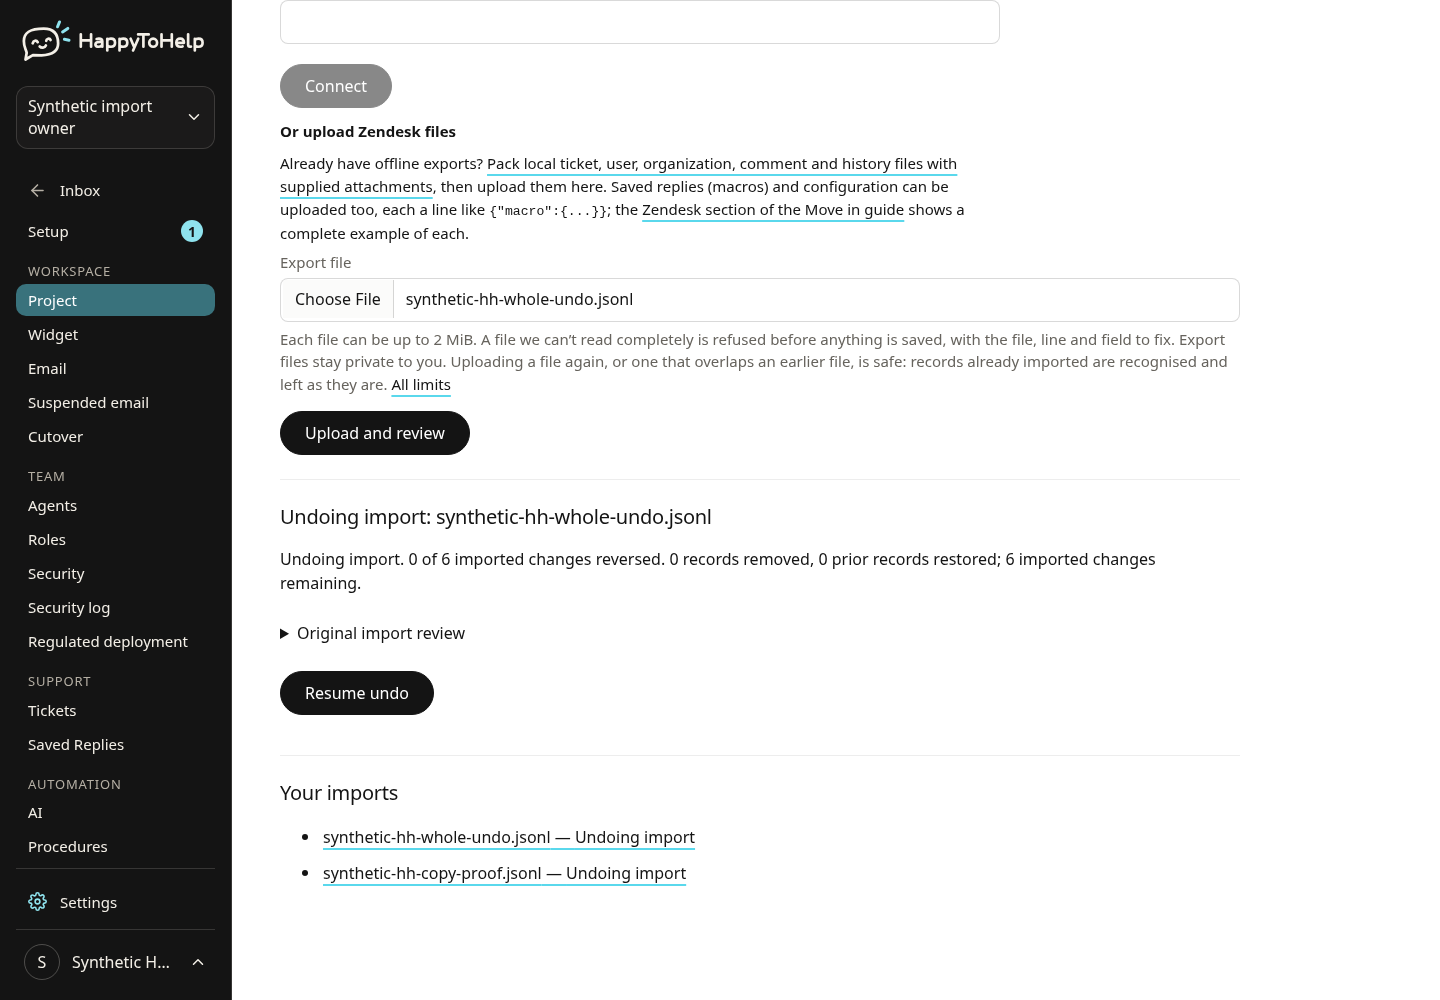 HappyToHelp
Synthetic import
owner
Inbox
Setup
1
WORKSPACE
Project
Widget
Email
Suspended email
Cutover
TEAM
Agents
Roles
Security
Security log
Regulated deployment
SUPPORT
Tickets
Saved Replies
AUTOMATION
AI
Procedures
Settings
S
Synthetic H...
Connect
Or upload Zendesk files
Already have offline exports? Pack local ticket, user, organization, comment and history files with
supplied attachments, then upload them here. Saved replies (macros) and configuration can be
uploaded too, each a line like {"macro":{...}}; the Zendesk section of the Move in guide shows a
complete example of each.
Export file
Choose File synthetic-hh-whole-undo.jsonl
Each file can be up to 2 MiB. A file we can’t read completely is refused before anything is saved, with the file, line and field to fix. Export
files stay private to you. Uploading a file again, or one that overlaps an earlier file, is safe: records already imported are recognised and
left as they are. All limits
Upload and review
Undoing import: synthetic-hh-whole-undo.jsonl
Undoing import. 0 of 6 imported changes reversed. 0 records removed, 0 prior records restored; 6 imported changes
remaining.
Original import review
Resume undo
Your imports
synthetic-hh-whole-undo.jsonl — Undoing import
synthetic-hh-copy-proof.jsonl — Undoing import